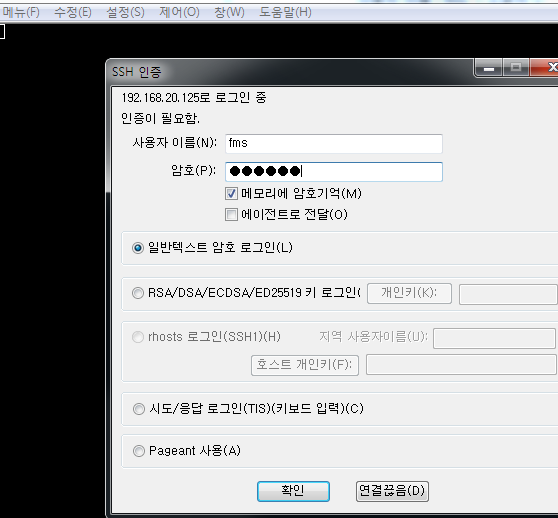 메뉴(F) 수정(E) 설정(S) 제어(O) 창(W) 도움말(H)
SSH 인증
192.168.20.125로 로그인 중
인증이 필요함.
사용자 이름(N): fms
암호(P): ●●●●●●
메모리에 암호기억(M)
에이전트로 전달(O)
일반텍스트 암호 로그인(L)
RSA/DSA/ECDSA/ED25519 키 로그인( 개인키(K):
rhosts 로그인(SSH1)(H) 지역 사용자이름(U):
호스트 개인키(F):
시도/응답 로그인(TIS)(키보드 입력)(C)
Pageant 사용(A)
확인 연결끊음(D)